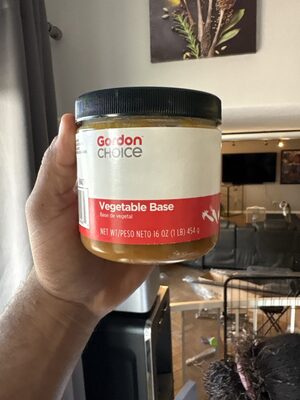 Gordon
CHOICE
Vegetable Base
Base de vegetal
NET WT/PESO NETO 16 OZ (1 LB) 454 g